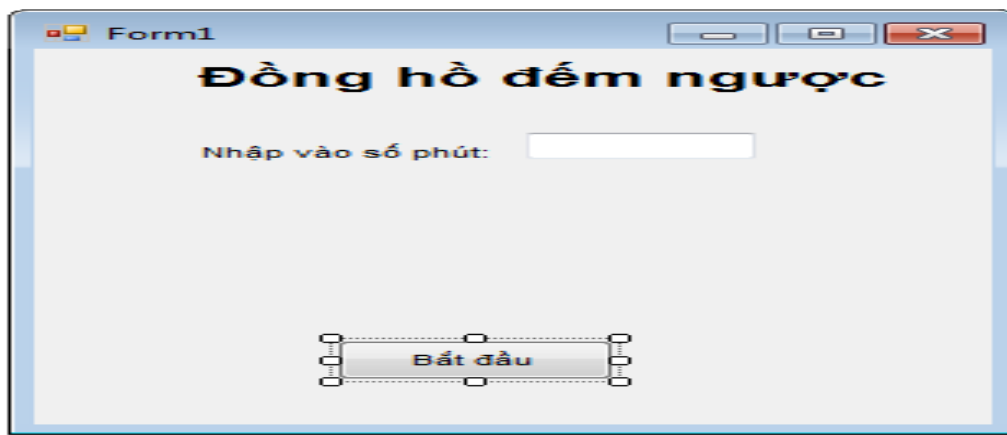 Form1
Đồng hồ đếm ngược
Nhập vào số phút:
Bắt đầu